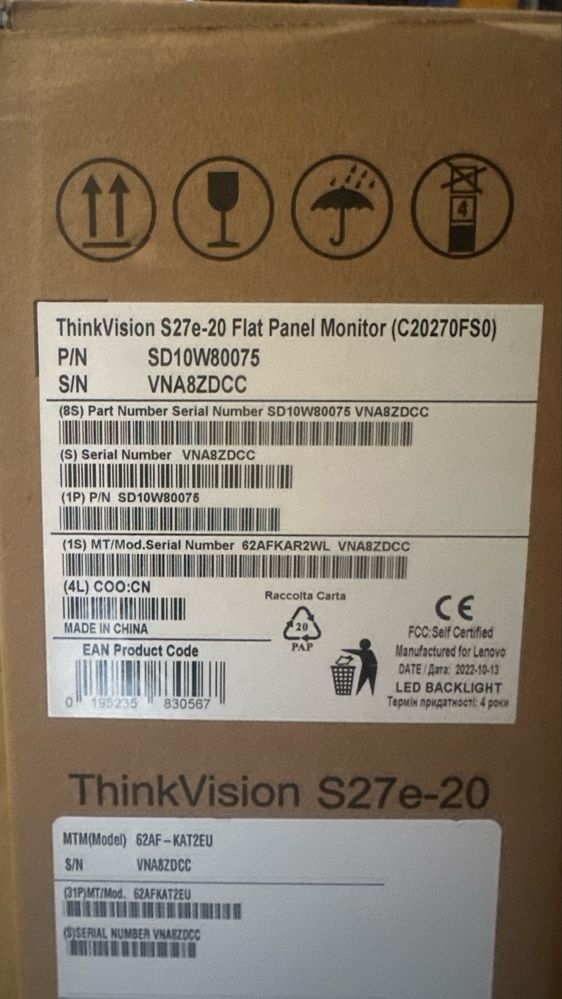 4
ThinkVision S27e-20 Flat Panel Monitor (C20270FS0)
P/N SD10W80075
S/N VNA8ZDCC
(8S) Part Number Serial Number SD10W80075 VNA8ZDCC
(S) Serial Number VNA8ZDCC
(1P) P/N SD10W80075
(1S) MT/Mod.Serial Number 62AFKAR2WL VNA8ZDCC
(4L) COO:CN
MADE IN CHINA
Raccolta Carta
20
PAP
CE
FCC:Self Certified
Manufactured for Lenovo
DATE / Дата: 2022-10-13
LED BACKLIGHT
Термін придатності: 4 роки
EAN Product Code
0 195235 830567
ThinkVision S27e-20
MTM(Model) 62AF-KAT2EU
S/N VNA8ZDCC
(31P)MT/Mod. 62AFKAT2EU
(S)SERIAL NUMBER VNA8ZDCC